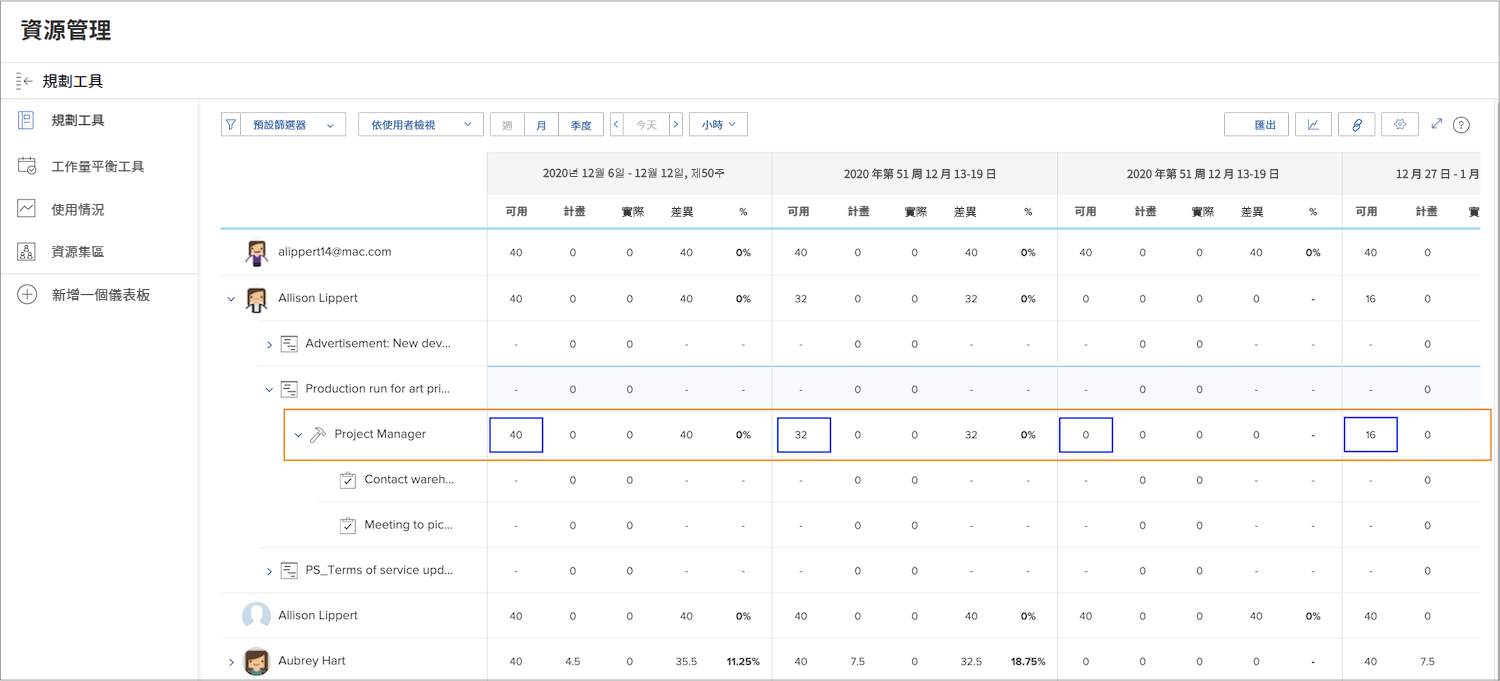 資源管理
規劃工具
規劃工具
工作量平衡工具
使用情況
資源集區
新增一個儀表板
預設篩選器 依使用者檢視 週 月 季度 今天 小時 匯出 ?
2020년 12월 6일 - 12월 12일, 제50주 2020 年第 51 周 12 月 13-19 日 2020 年第 51 周 12 月 13-19 日 12 月 27 日 - 1 月
可用 計畫 實際 差異 % 可用 計畫 實際 差異 % 可用 計畫 實際 差異 % 可用 計畫 實
alippert14@mac.com 40 0 0 40 0% 40 0 0 40 0% 40 0 0 40 0% 40 0
Allison Lippert 40 0 0 40 0% 32 0 0 32 0% 0 0 0 0 - 16 0
Advertisement: New dev... - 0 0 - - - 0 0 - - - 0 0 - - - 0
Production run for art pri... - 0 0 - - - 0 0 - - - 0 0 - - - 0
Project Manager 40 0 0 40 0% 32 0 0 32 0% 0 0 0 0 - 16 0
Contact wareh... - 0 0 - - - 0 0 - - - 0 0 - - - 0
Meeting to pic... - 0 0 - - - 0 0 - - - 0 0 - - - 0
PS_Terms of service upd... - 0 0 - - - 0 0 - - - 0 0 - - - 0
Allison Lippert 40 0 0 40 0% 40 0 0 40 0% 40 0 0 40 0% 40 0
Aubrey Hart 40 4.5 0 35.5 11.25% 40 7.5 0 32.5 18.75% 0 0 0 0 - 40 7.5